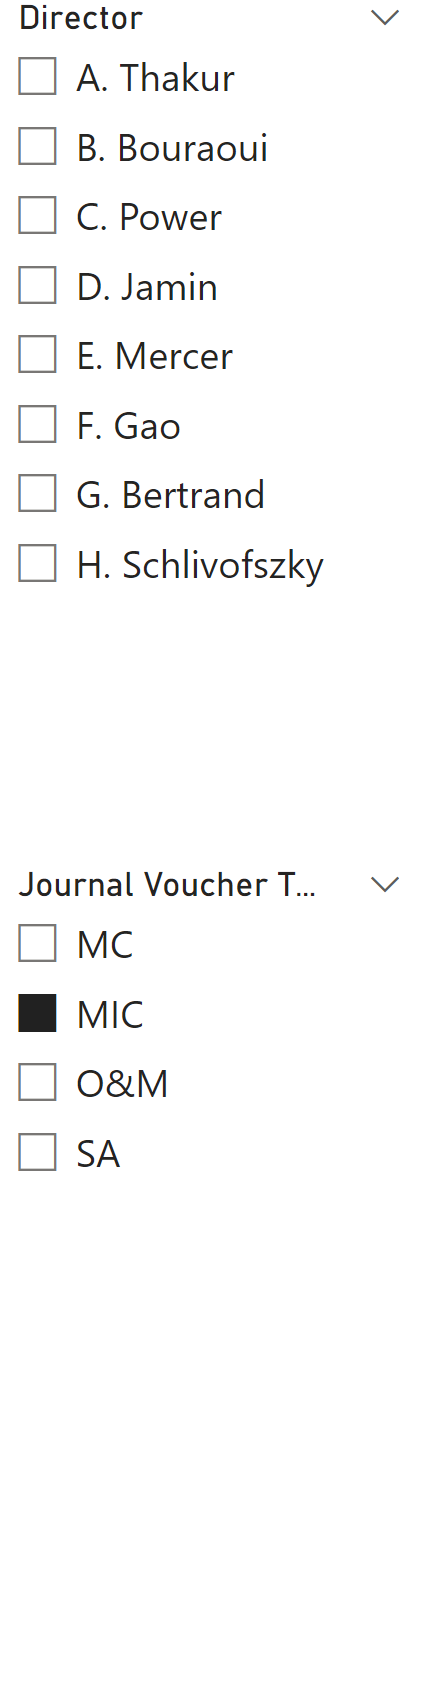 Director
A. Thakur
B. Bouraoui
C. Power
D. Jamin
E. Mercer
F. Gao
G. Bertrand
H. Schlivofszky
Journal Voucher T...
MC
MIC
O&M
SA